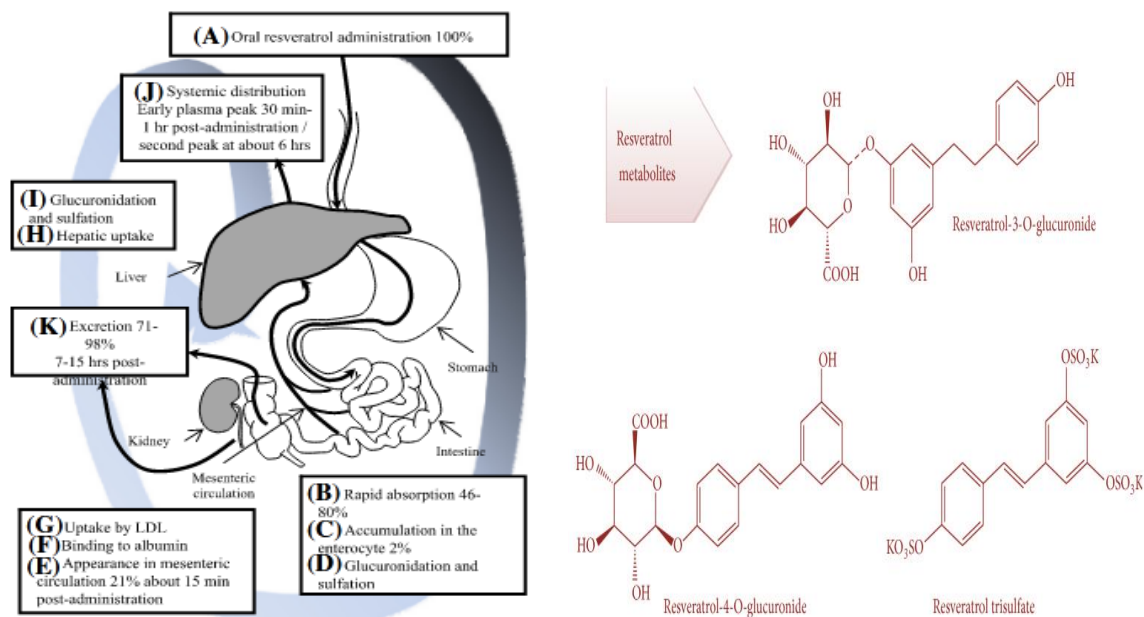 (A) Oral resveratrol administration 100%
(J) Systemic distribution
Early plasma peak 30 min-
1 hr post-administration /
second peak at about 6 hrs
(I) Glucuronidation
and sulfation
(H) Hepatic uptake
Liver
(K) Excretion 71-
98%
7-15 hrs post-
administration
Stomach
Kidney
Intestine
Mesenteric
circulation
(B) Rapid absorption 46-
80%
(C) Accumulation in the
enterocyte 2%
(D) Glucuronidation and
sulfation
(G) Uptake by LDL
(F) Binding to albumin
(E) Appearance in mesenteric
circulation 21% about 15 min
post-administration
Resveratrol
metabolites
OH
OH
HO
O
HO
O
HO
COOH
OH
Resveratrol-3-O-glucuronide
OH
COOH
HO
O
OH
HO
O
OH
Resveratrol-4-O-glucuronide
OSO3K
OSO3K
KO3SO
Resveratrol trisulfate